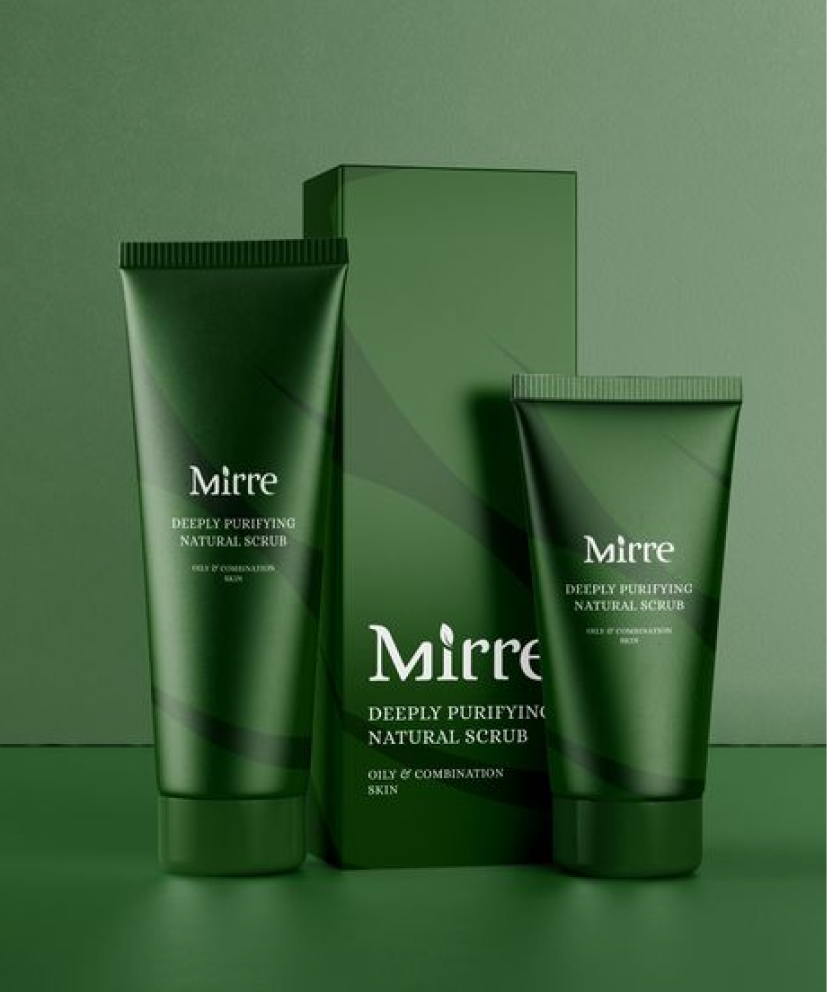 Mirre
DEEPLY PURIFYING
NATURAL SCRUB
OILY & COMBINATION
SKIN
Mirre
DEEPLY PURIFYING
NATURAL SCRUB
OILY & COMBINATION
SKIN
Mirre
DEEPLY PURIFYING
NATURAL SCRUB
OILY & COMBINATION
SKIN